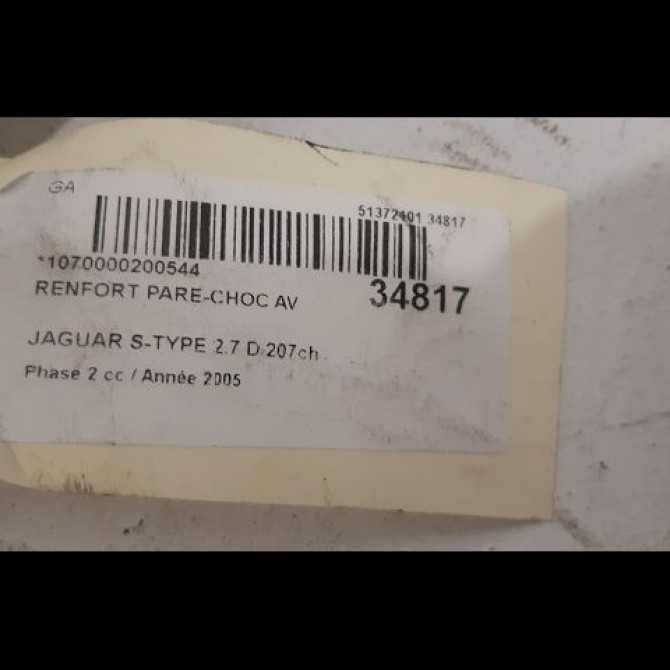 GA
51372101 34817
*1070000200544
RENFORT PARE-CHOC AV
34817
JAGUAR S-TYPE 2.7 D 207ch
Phase 2 cc / Année 2005